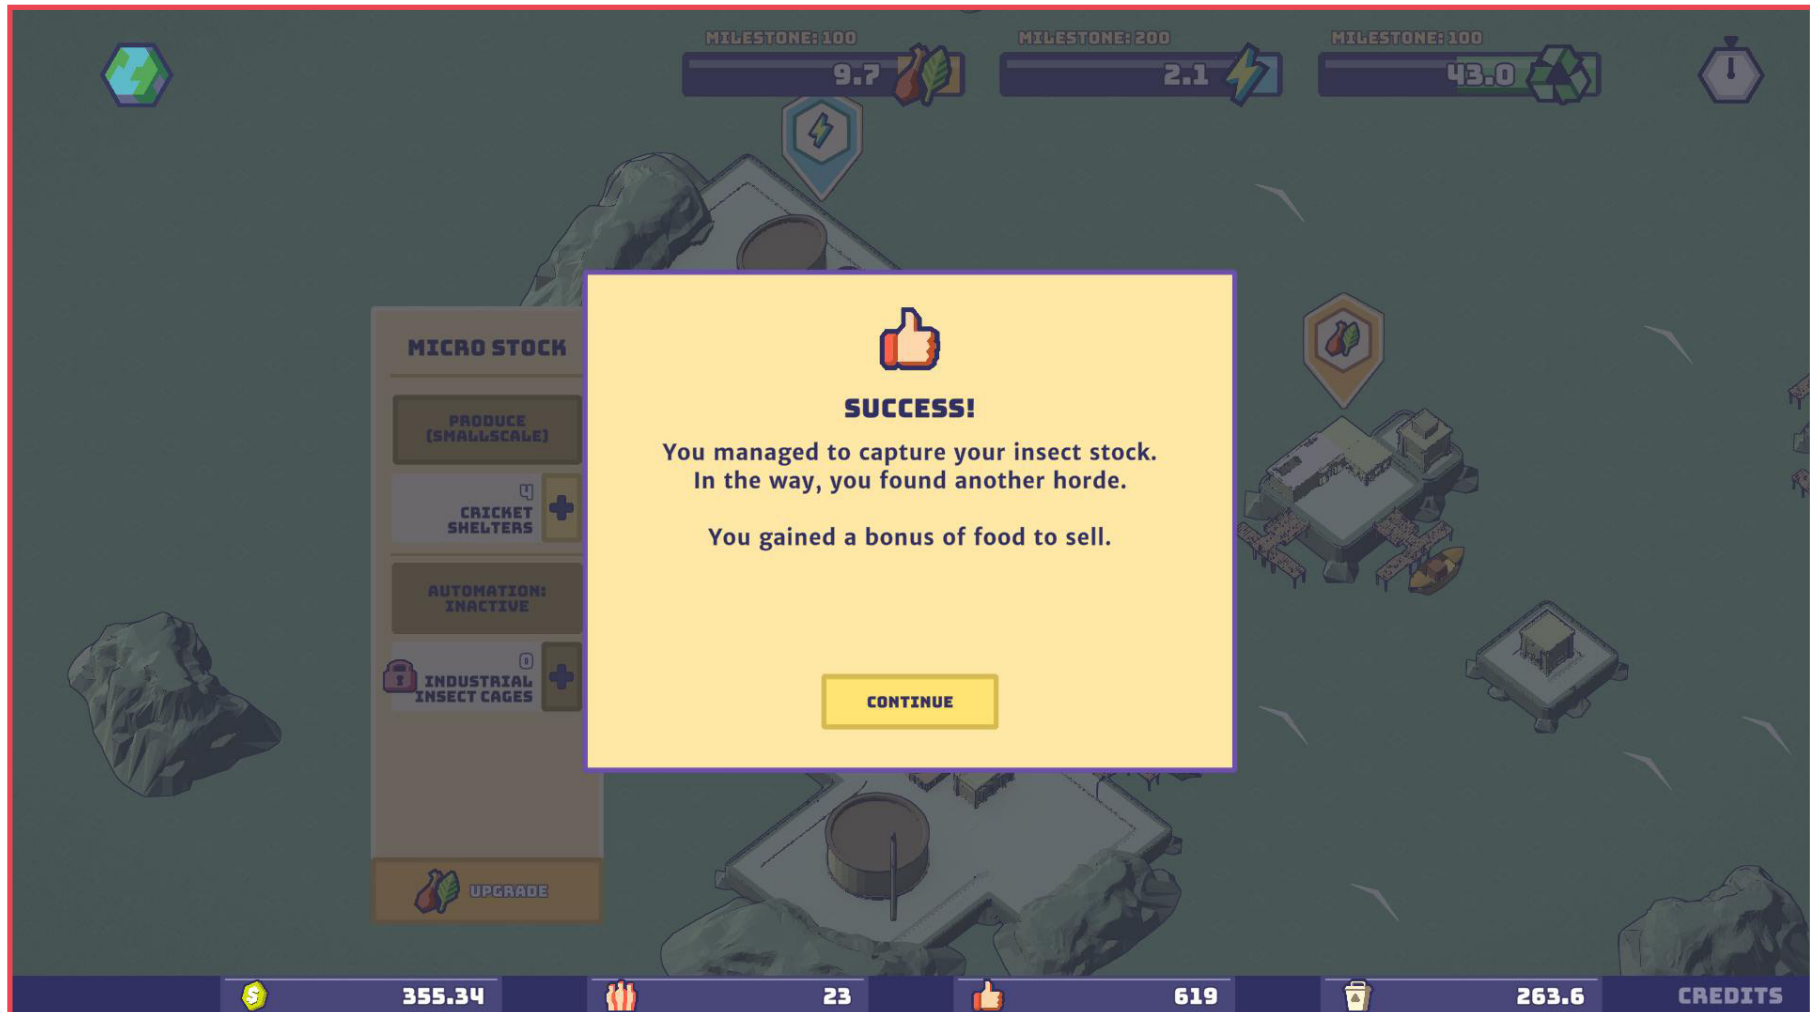 MILESTONE: 100
9.7
MILESTONE: 200
2.1
MILESTONE: 100
43.0
MICRO STOCK
PRODUCE
(SMALLSCALE)
4
CRICKET
SHELTERS
AUTOMATION:
INACTIVE
0
INDUSTRIAL
INSECT CAGES
UPGRADE
SUCCESS!
You managed to capture your insect stock.
In the way, you found another horde.
You gained a bonus of food to sell.
CONTINUE
355.34
23
619
263.6
CREDITS